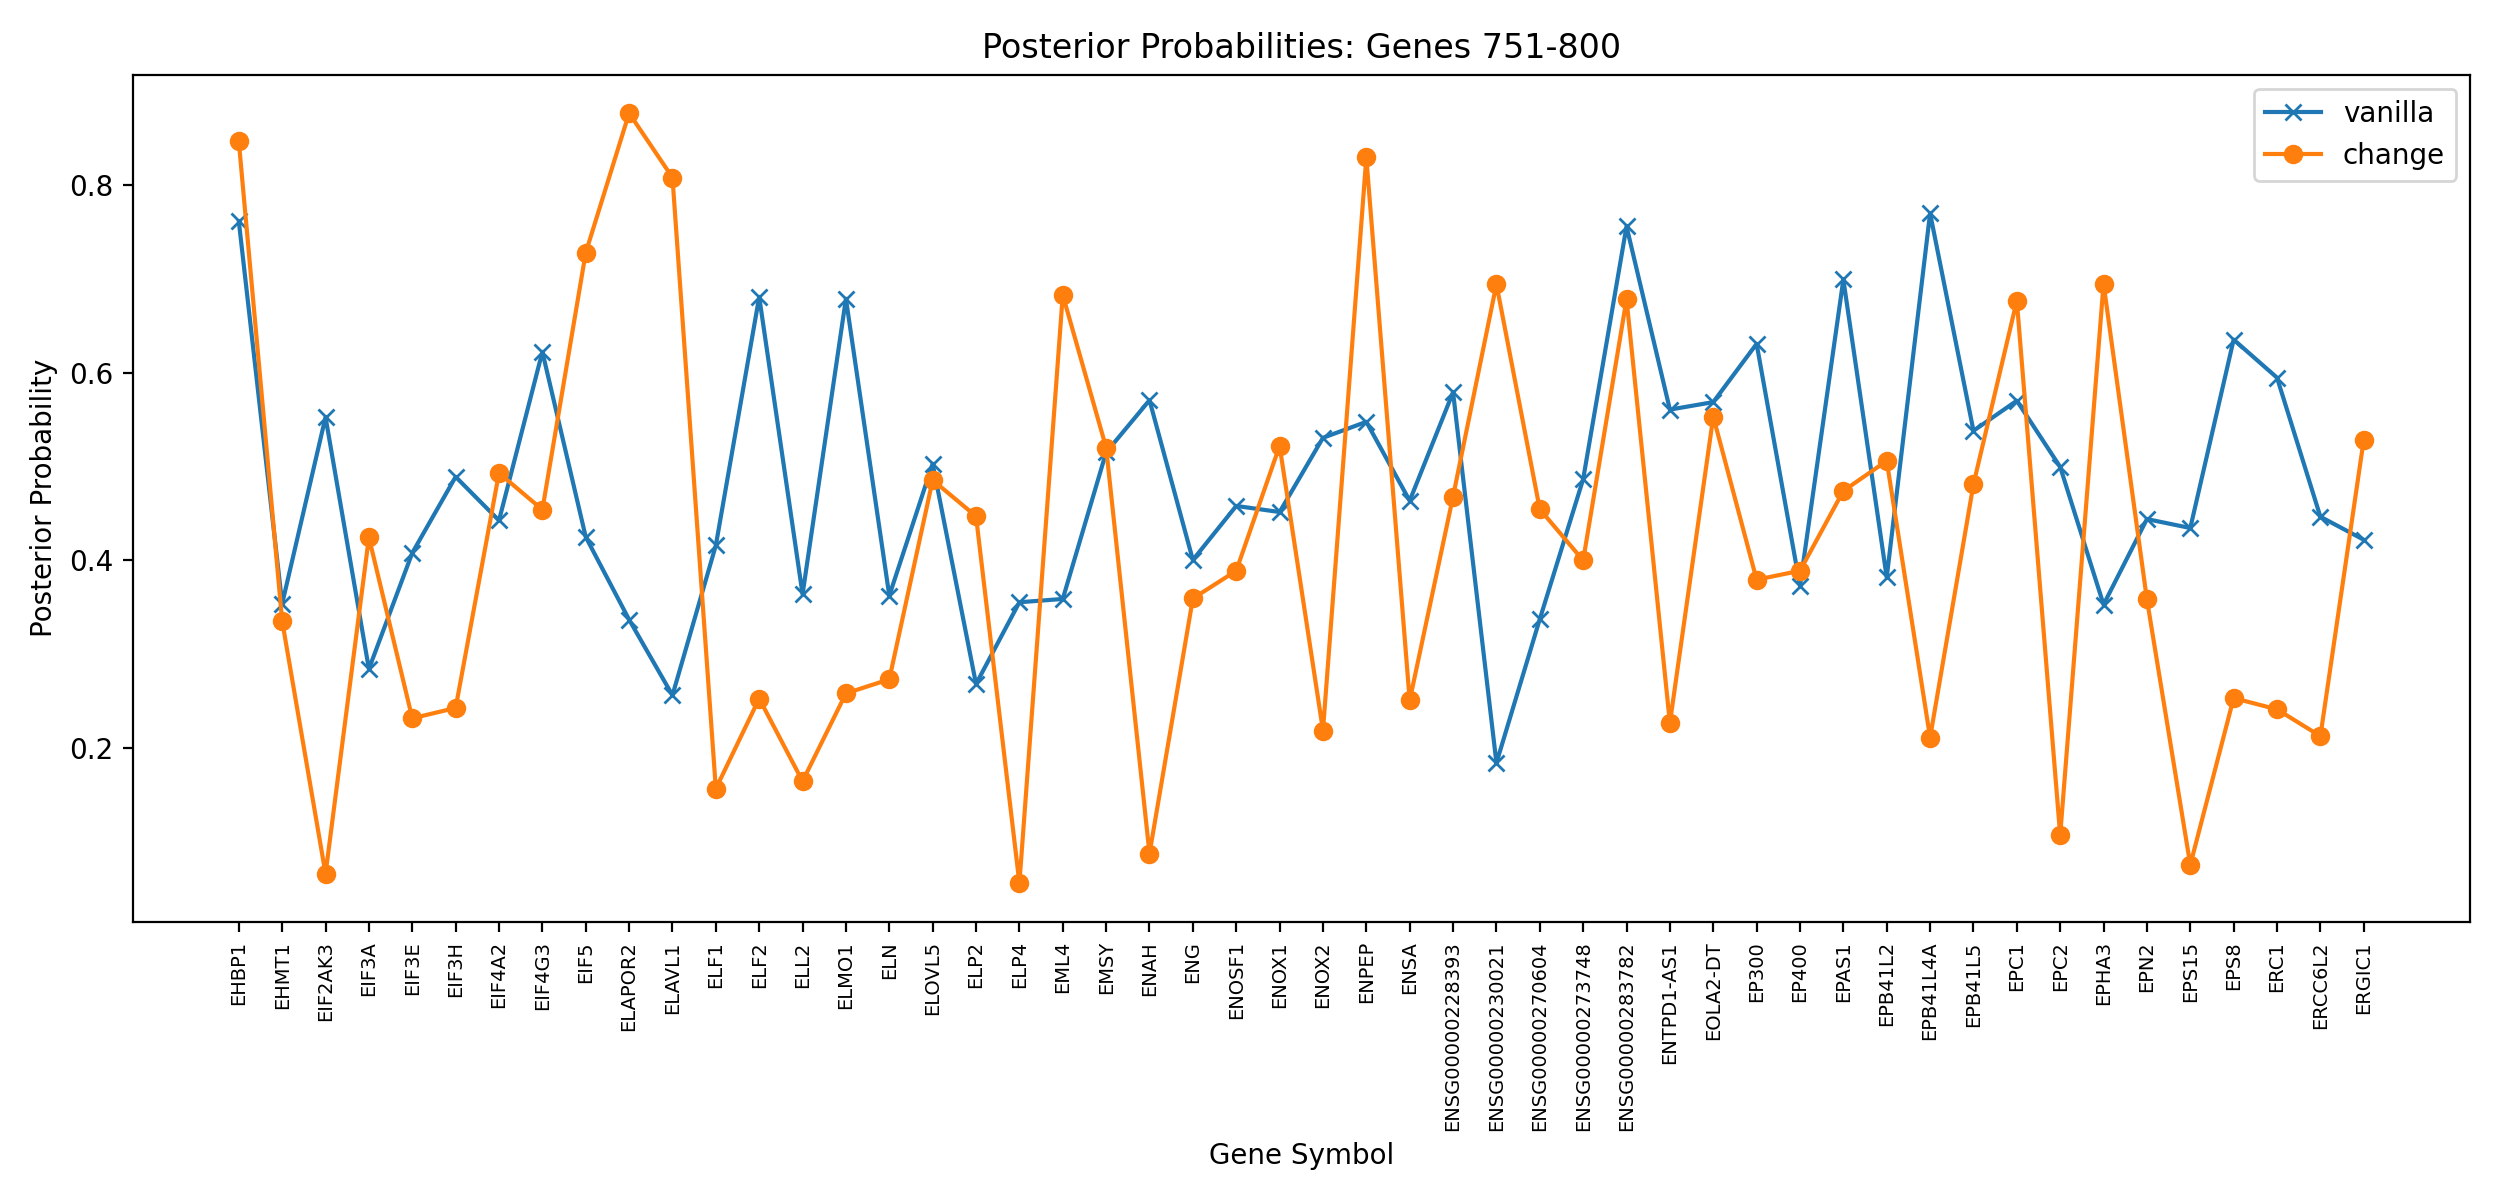 Posterior Probabilities: Genes 751-800
vanilla
change
Posterior Probability
0.8
0.6
0.4
0.2
EHBP1
EHMT1
EIF2AK3
EIF3A
EIF3E
EIF3H
EIF4A2
EIF4G3
EIF5
ELAPOR2
ELAVL1
ELF1
ELF2
ELL2
ELMO1
ELN
ELOVL5
ELP2
ELP4
EML4
EMSY
ENAH
ENG
ENOSF1
ENOX1
ENOX2
ENPEP
ENSA
ENSG00000228393
ENSG00000230021
ENSG00000270604
ENSG00000273748
ENSG00000283782
ENTPD1-AS1
EOLA2-DT
EP300
EP400
EPAS1
EPB41L2
EPB41L4A
EPB41L5
EPC1
EPC2
EPHA3
EPN2
EPS15
EPS8
ERC1
ERCC6L2
ERGIC1
Gene Symbol